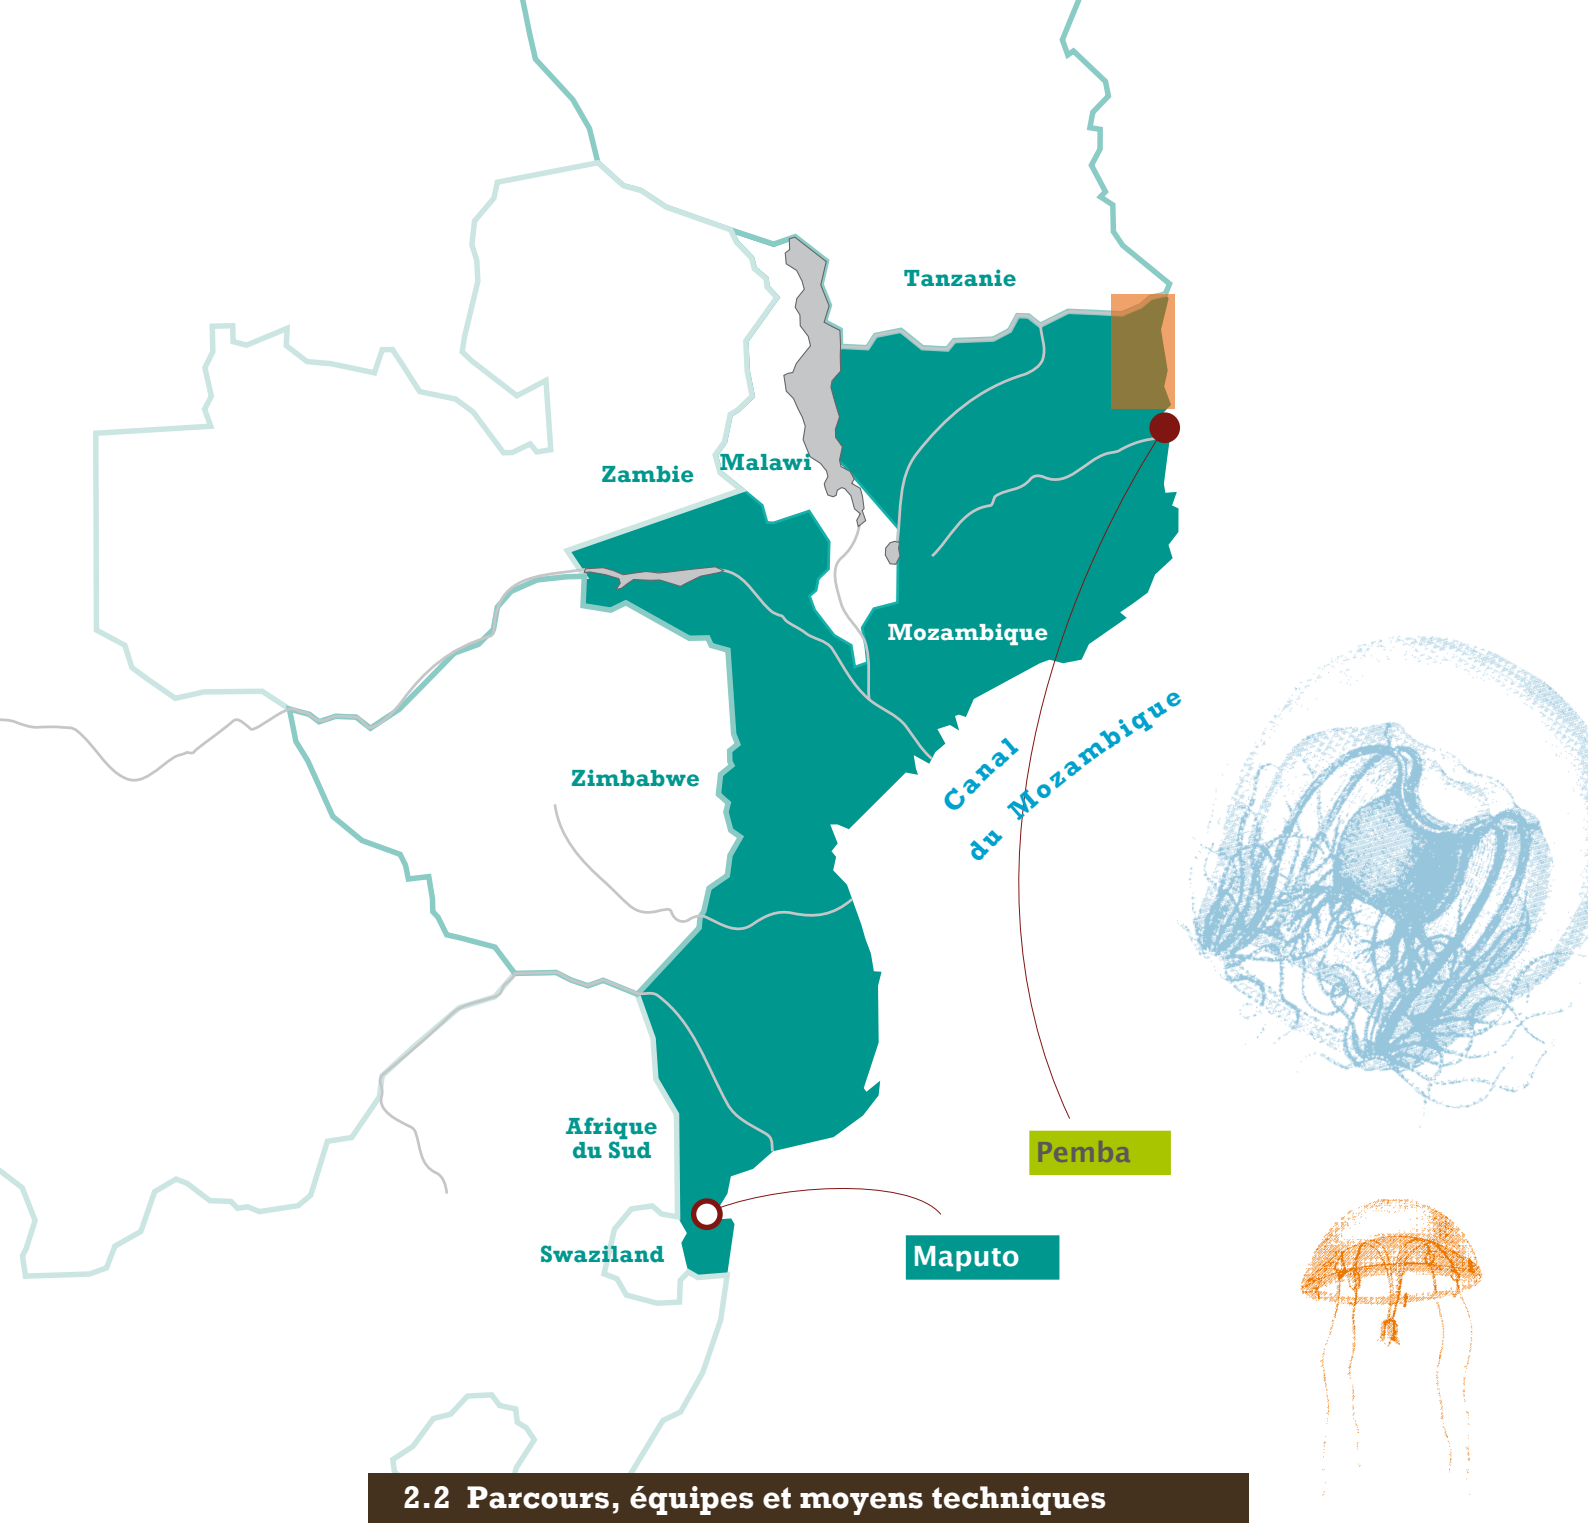 Tanzanie
Malawi
Zambie
Mozambique
Canal
du Mozambique
Zimbabwe
Afrique
du Sud
Pemba
Swaziland
Maputo
2.2 Parcours, équipes et moyens techniques